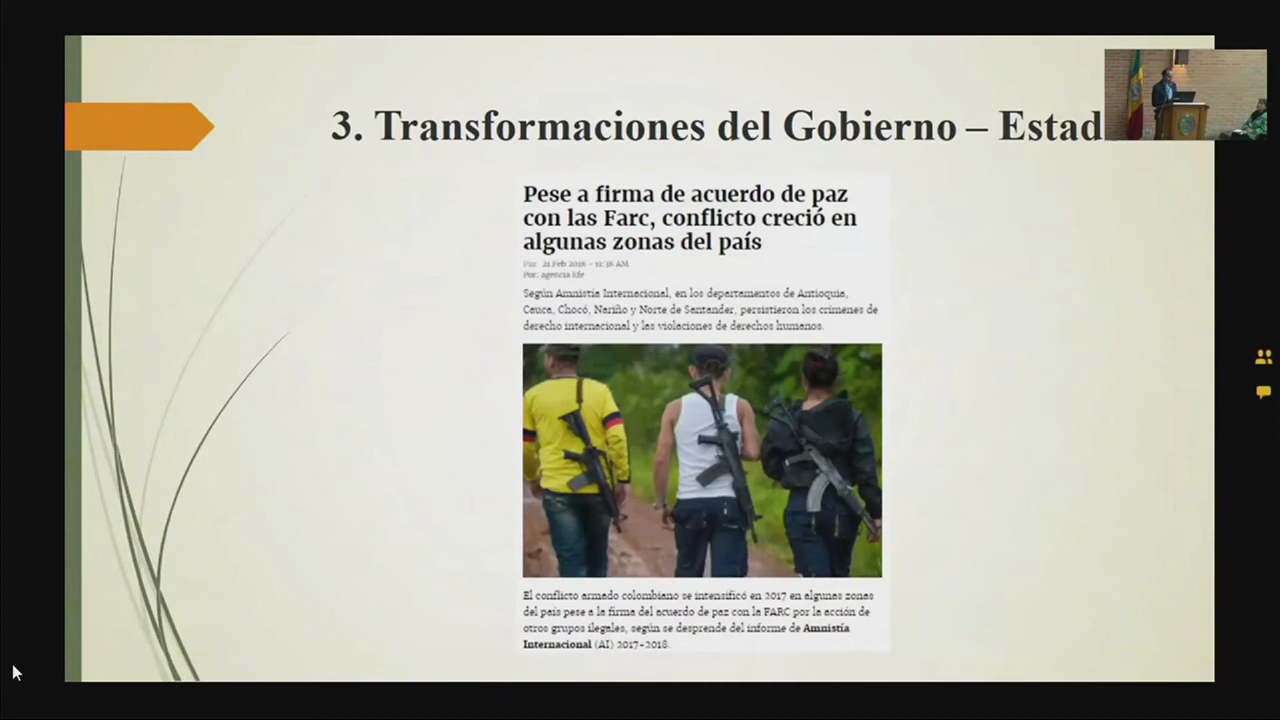 3. Transformaciones del Gobierno – Estad
Pese a firma de acuerdo de paz
con las Farc, conflicto creció en
algunas zonas del país
Paz 21 Feb 2018 - 11:38 AM
Por: agencia Efe
Según Amnistía Internacional, en los departamentos de Antioquia,
Cauca, Chocó, Nariño y Norte de Santander, persistieron los crímenes de
derecho internacional y las violaciones de derechos humanos.
El conflicto armado colombiano se intensificó en 2017 en algunas zonas
del país pese a la firma del acuerdo de paz con la FARC por la acción de
otros grupos ilegales, según se desprende del informe de Amnistía
Internacional (AI) 2017-2018.